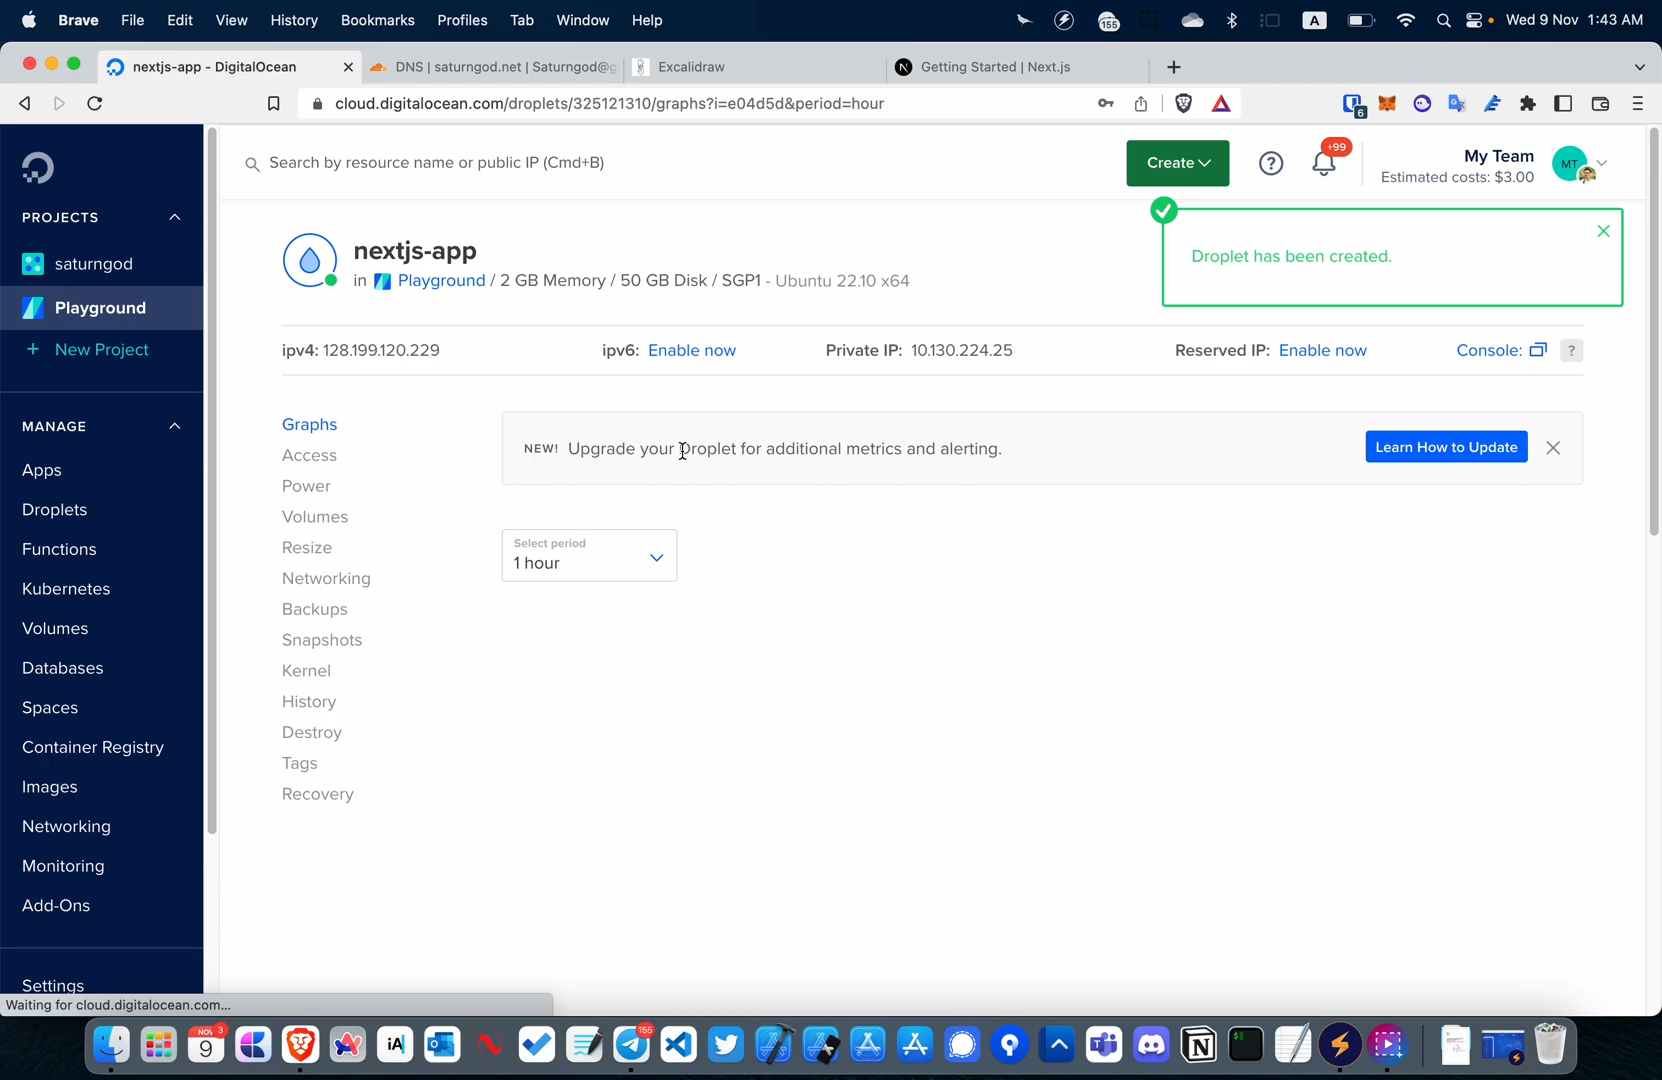 Brave File Edit View History Bookmarks Profiles Tab Window Help
155 A Wed 9 Nov 1:43 AM
nextjs-app - DigitalOcean
DNS | saturngod.net | Saturngod@g
Excalidraw
N Getting Started | Next.js
cloud.digitalocean.com/droplets/325121310/graphs?i=e04d5d&period=hour
6
PROJECTS
saturngod
Playground
+ New Project
MANAGE
Apps
Droplets
Functions
Kubernetes
Volumes
Databases
Spaces
Container Registry
Images
Networking
Monitoring
Add-Ons
Settings
Search by resource name or public IP (Cmd+B)
Create
?
+99
My Team
Estimated costs: $3.00
MT
Droplet has been created.
nextjs-app
in Playground / 2 GB Memory / 50 GB Disk / SGP1 - Ubuntu 22.10 x64
ipv4: 128.199.120.229
ipv6: Enable now
Private IP: 10.130.224.25
Reserved IP: Enable now
Console: ?
Graphs
Access
Power
Volumes
Resize
Networking
Backups
Snapshots
Kernel
History
Destroy
Tags
Recovery
NEW! Upgrade your Droplet for additional metrics and alerting.
Learn How to Update
Select period
1 hour
Waiting for cloud.digitalocean.com...
NOV 3
9
iA
155
N
$